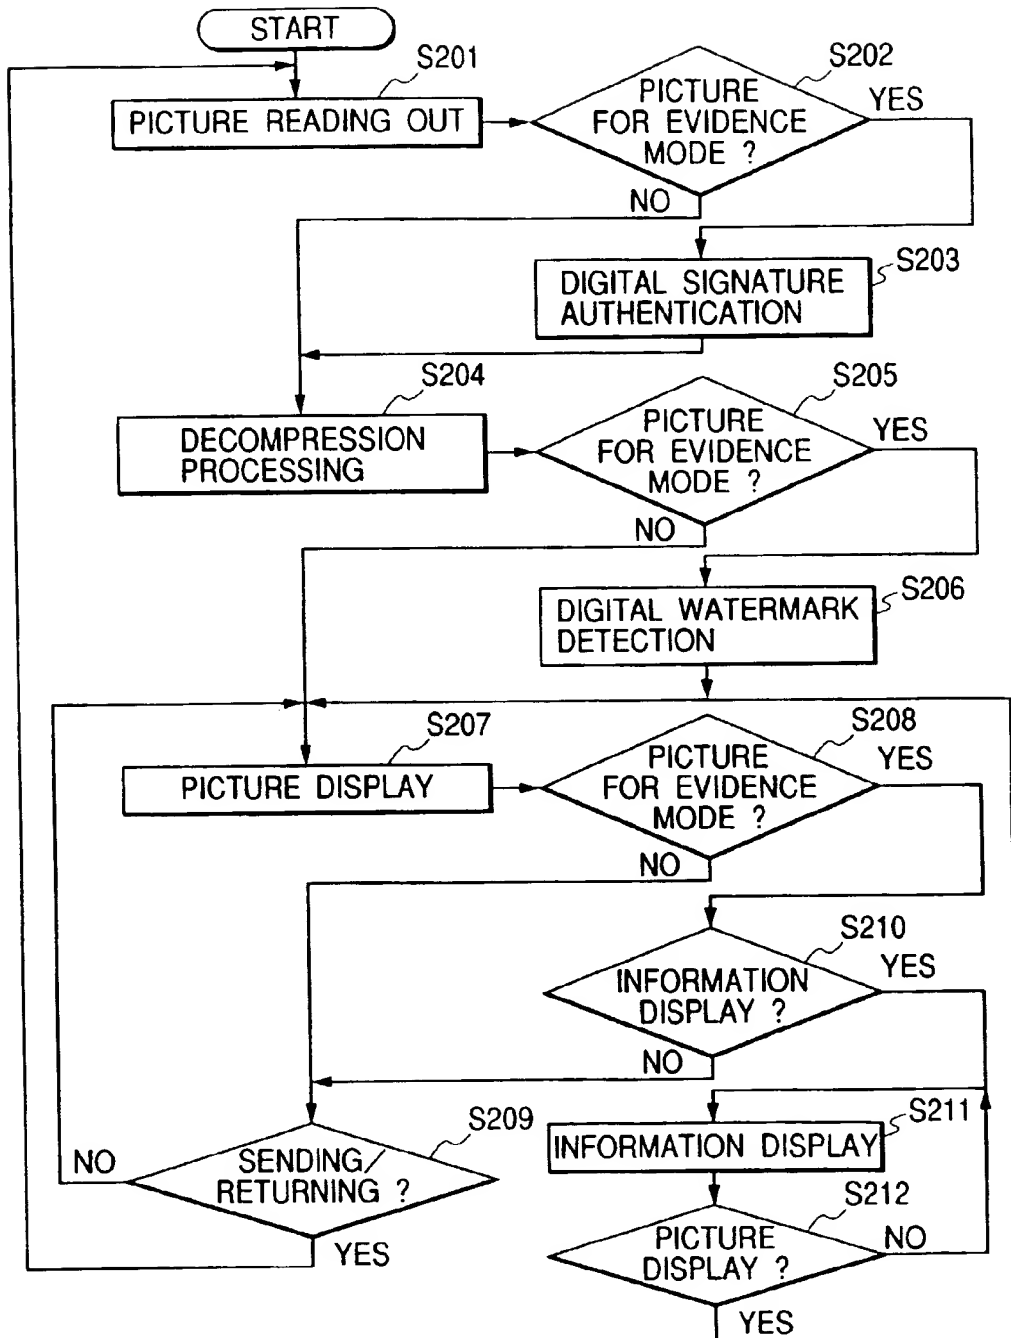 START
S201
PICTURE READING OUT
S202
PICTURE
FOR EVIDENCE
MODE ?
YES
NO
S203
DIGITAL SIGNATURE
AUTHENTICATION
S204
DECOMPRESSION
PROCESSING
S205
PICTURE
FOR EVIDENCE
MODE ?
YES
NO
S206
DIGITAL WATERMARK
DETECTION
S207
PICTURE DISPLAY
S208
PICTURE
FOR EVIDENCE
MODE ?
YES
NO
S210
INFORMATION
DISPLAY ?
YES
NO
S209
SENDING/
RETURNING ?
NO
YES
S211
INFORMATION DISPLAY
S212
PICTURE
DISPLAY ?
NO
YES